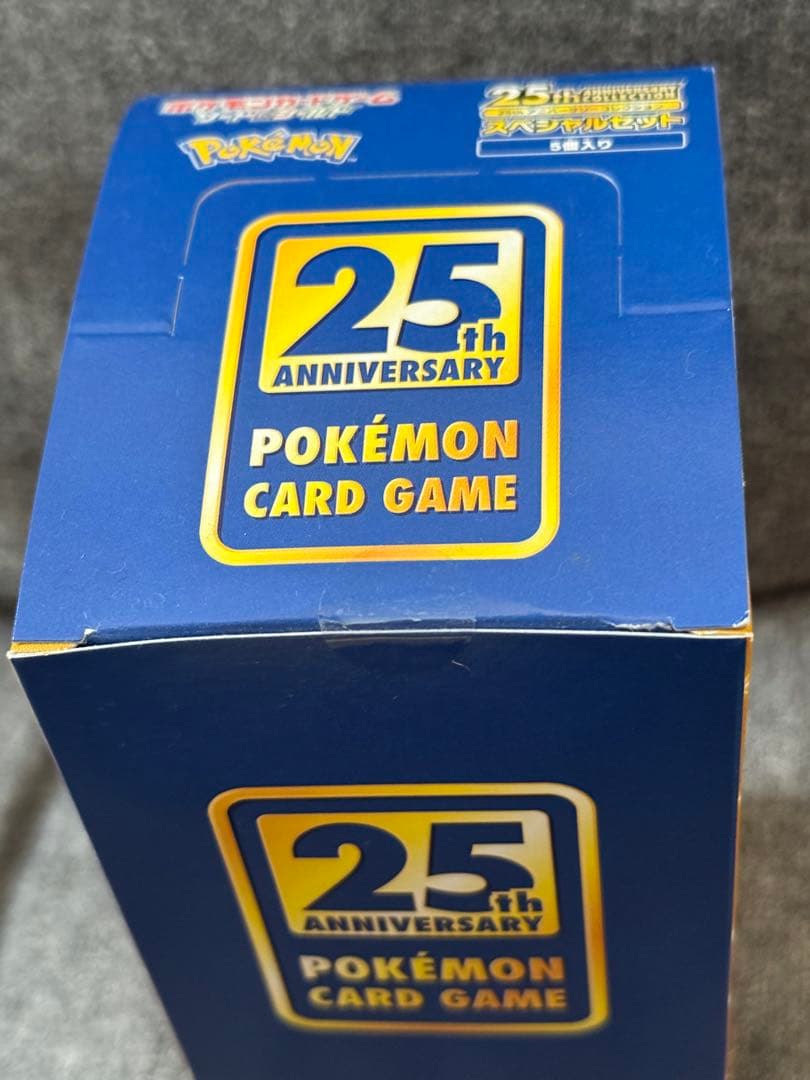 ポケモンカードゲーム
ソード&シールド
POKéMON
25th ANNIVERSARY COLLECTION
スペシャルセット
5個入り
25th
ANNIVERSARY
POKÉMON
CARD GAME
25th
ANNIVERSARY
POKÉMON
CARD GAME